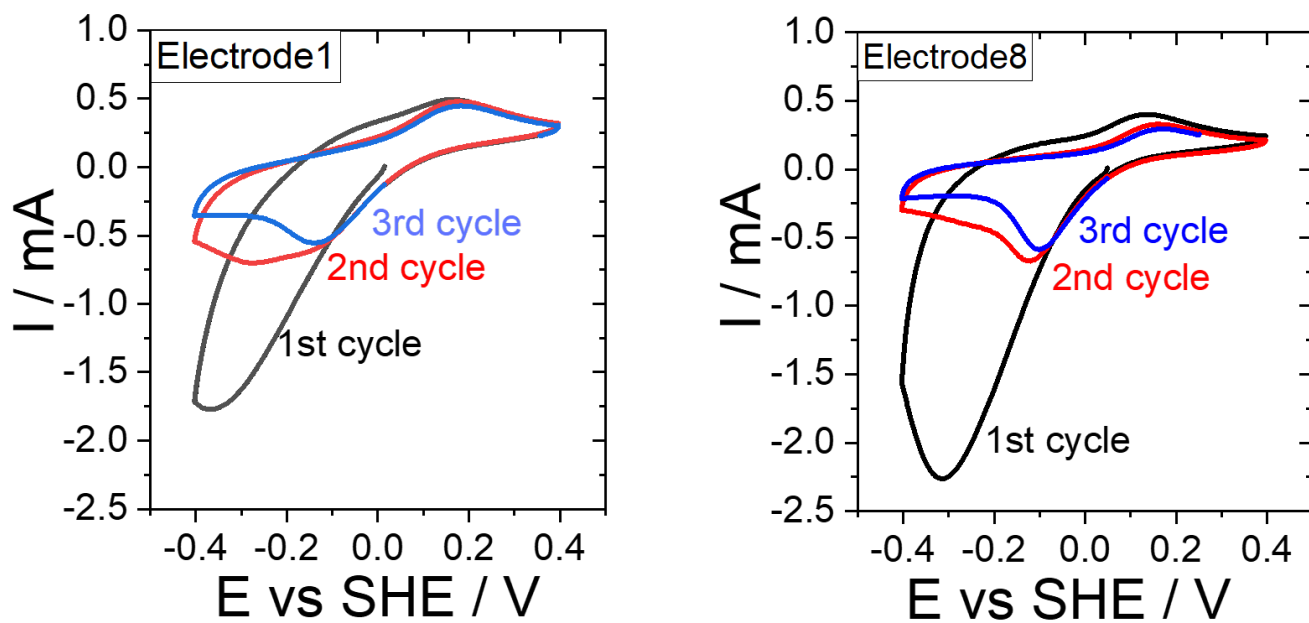 Electrode1
1.0
0.5
0.0
-0.5
-1.0
-1.5
-2.0
-2.5
I / mA
3rd cycle
2nd cycle
1st cycle
-0.4
-0.2
0.0
0.2
0.4
E vs SHE / V
Electrode8
1.0
0.5
0.0
-0.5
-1.0
-1.5
-2.0
-2.5
I / mA
3rd cycle
2nd cycle
1st cycle
-0.4
-0.2
0.0
0.2
0.4
E vs SHE / V